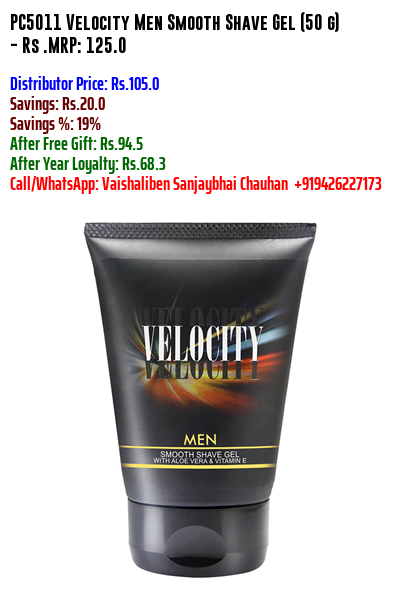 PC5011 Velocity Men Smooth Shave Gel (50 g)
- Rs .MRP: 125.0
Distributor Price: Rs.105.0
Savings: Rs.20.0
Savings %: 19%
After Free Gift: Rs.94.5
After Year Loyalty: Rs.68.3
Call/WhatsApp: Vaishaliben Sanjaybhai Chauhan +919426227173
VELOCITY
MEN
SMOOTH SHAVE GEL
WITH ALOE VERA & VITAMIN E